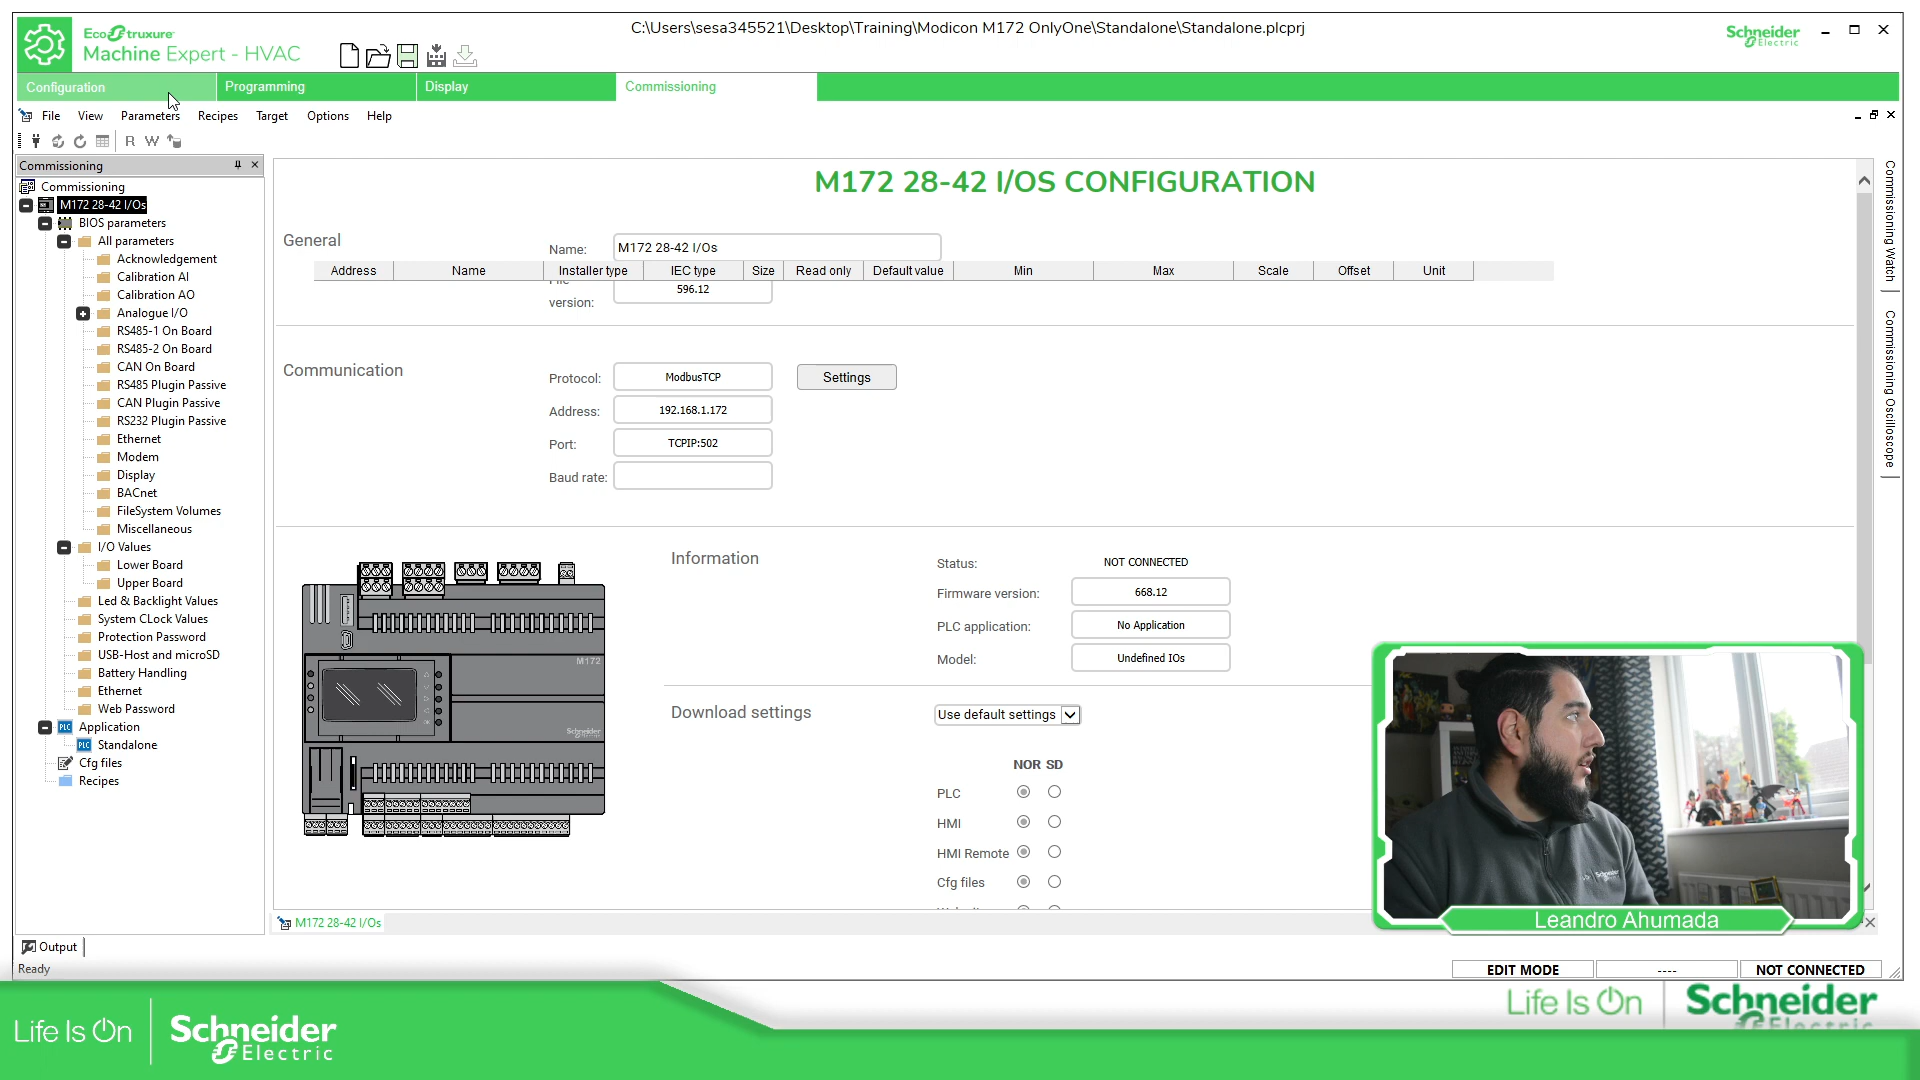 EcoStruxure
Machine Expert - HVAC
C:\Users\sesa345521\Desktop\Training\Modicon M172 OnlyOne\Standalone\Standalone.plcprj
Schneider
Electric
Configuration
Programming
Display
Commissioning
File View Parameters Recipes Target Options Help
R W
Commissioning
Commissioning
M172 28-42 I/Os
BIOS parameters
All parameters
Acknowledgement
Calibration AI
Calibration AO
Analogue I/O
RS485-1 On Board
RS485-2 On Board
CAN On Board
RS485 Plugin Passive
CAN Plugin Passive
RS232 Plugin Passive
Ethernet
Modem
Display
BACnet
FileSystem Volumes
Miscellaneous
I/O Values
Lower Board
Upper Board
Led & Backlight Values
System CLock Values
Protection Password
USB-Host and microSD
Battery Handling
Ethernet
Web Password
PLC Application
PLC Standalone
Cfg files
Recipes
M172 28-42 I/OS CONFIGURATION
General
Name: M172 28-42 I/Os
Address Name Installer type IEC type Size Read only Default value Min Max Scale Offset Unit
version: 596.12
Communication
Protocol: ModbusTCP Settings
Address: 192.168.1.172
Port: TCPIP:502
Baud rate:
M172
Schneider
Information
Status: NOT CONNECTED
Firmware version: 668.12
PLC application: No Application
Model: Undefined IOs
Download settings Use default settings
NOR SD
PLC
HMI
HMI Remote
Cfg files
Commissioning Watch
Commissioning Oscilloscope
Leandro Ahumada
M172 28-42 I/Os
Output
Ready
EDIT MODE ---- NOT CONNECTED
Life Is On Schneider
Electric
Life Is On Schneider
Electric